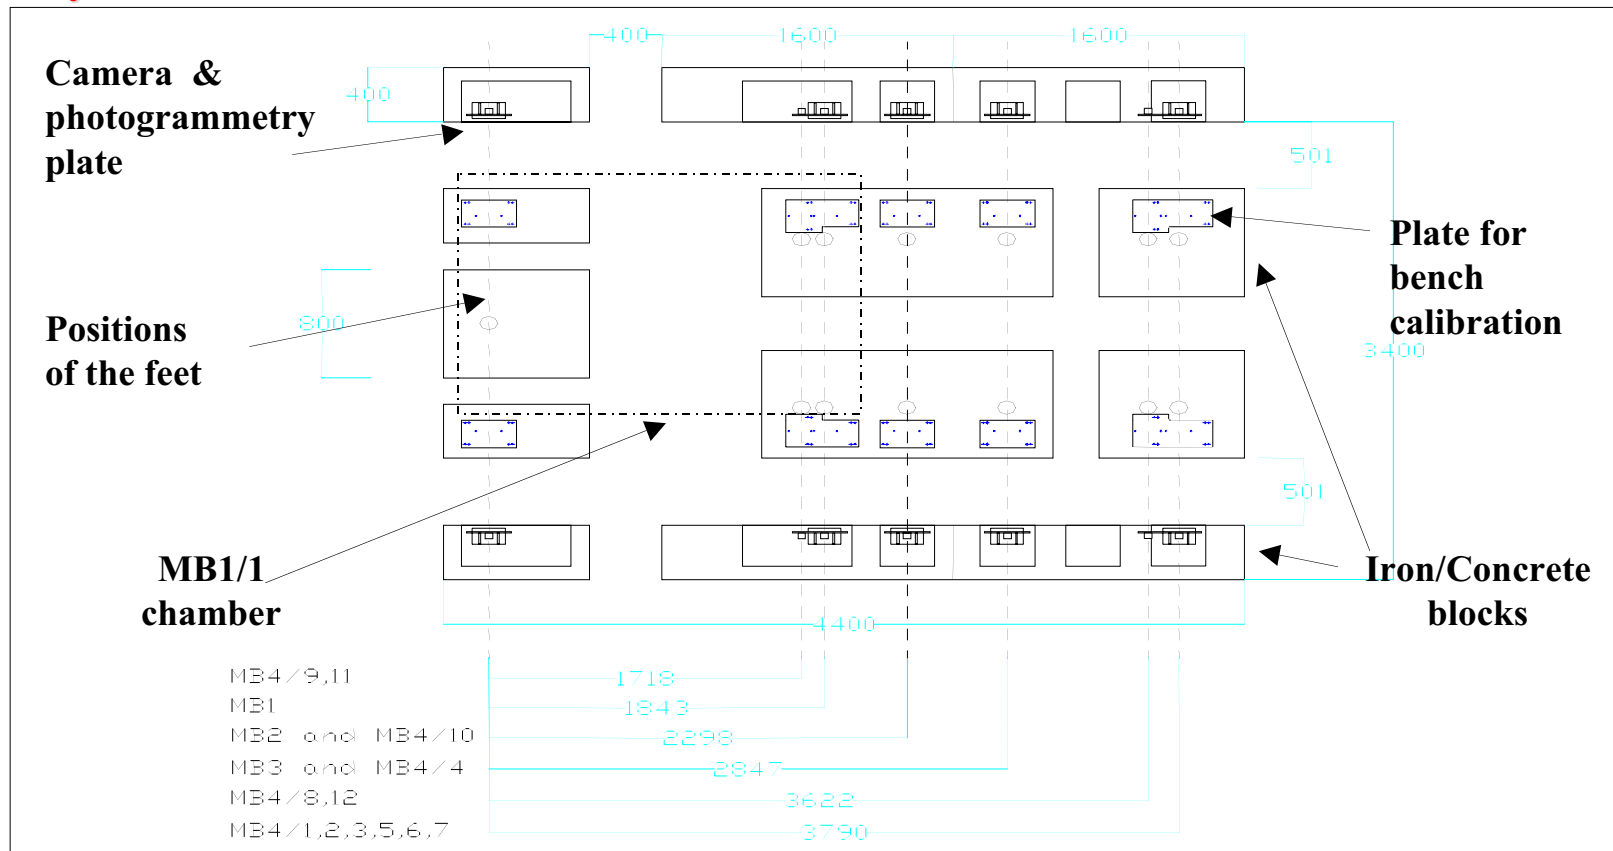 400
1600
1600
Camera &
photogrammetry
plate
400
501
Plate for
bench
calibration
Positions
of the feet
800
3400
501
MB1/1
chamber
Iron/Concrete
blocks
4400
MB4/9,11
1718
MB1
1843
MB2 and MB4/10
2298
MB3 and MB4/4
2847
MB4/8,12
3622
MB4/1,2,3,5,6,7
3790